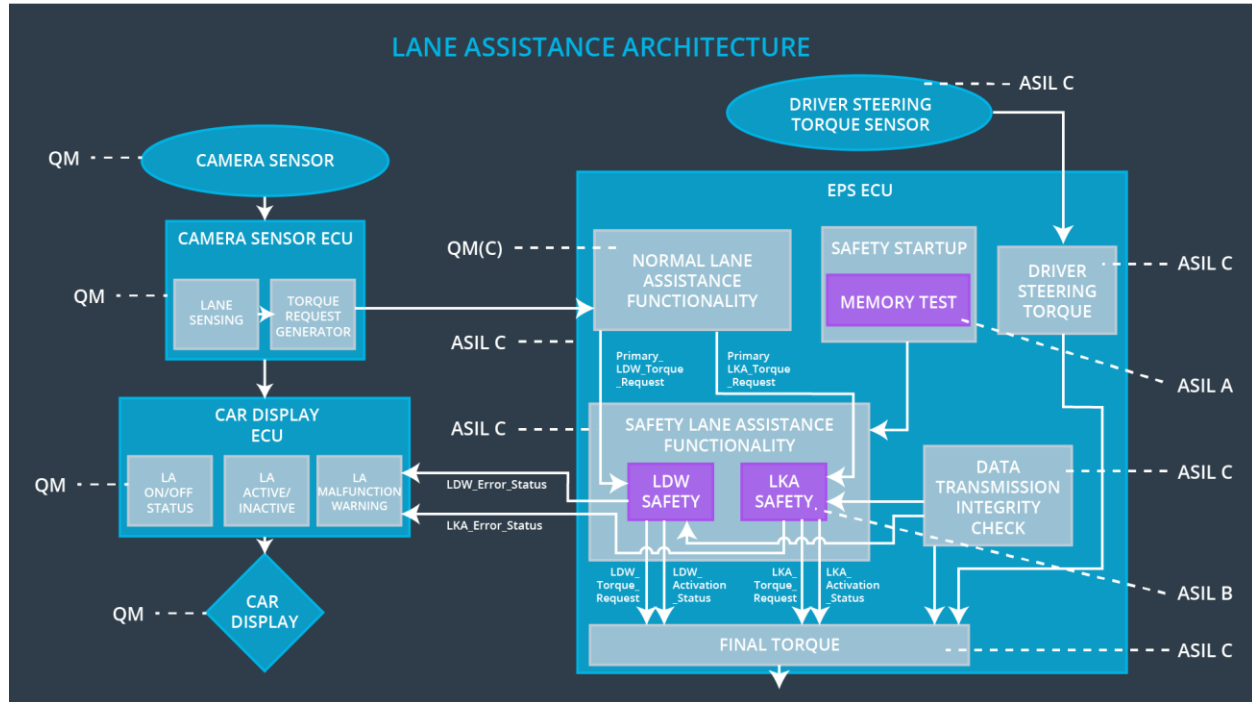 LANE ASSISTANCE ARCHITECTURE
ASIL C
DRIVER STEERING
TORQUE SENSOR
QM
CAMERA SENSOR
EPS ECU
CAMERA SENSOR ECU
QM(C)
NORMAL LANE
ASSISTANCE
FUNCTIONALITY
SAFETY STARTUP
MEMORY TEST
DRIVER
STEERING
TORQUE
ASIL C
QM
LANE
SENSING
TORQUE
REQUEST
GENERATOR
ASIL C
Primary_
LDW_Torque
_Request
Primary
LKA_Torque
_Request
ASIL A
CAR DISPLAY
ECU
ASIL C
SAFETY LANE ASSISTANCE
FUNCTIONALITY
QM
LA
ON/OFF
STATUS
LA
ACTIVE/
INACTIVE
LA
MALFUNCTION
WARNING
LDW_Error_Status
LKA_Error_Status
LDW
SAFETY
LKA
SAFETY
DATA
TRANSMISSION
INTEGRITY
CHECK
ASIL C
LDW_
Torque_
Request
LDW_
Activation
_Status
LKA_
Torque_
Request
LKA_
Activation
_Status
ASIL B
QM
CAR
DISPLAY
FINAL TORQUE
ASIL C